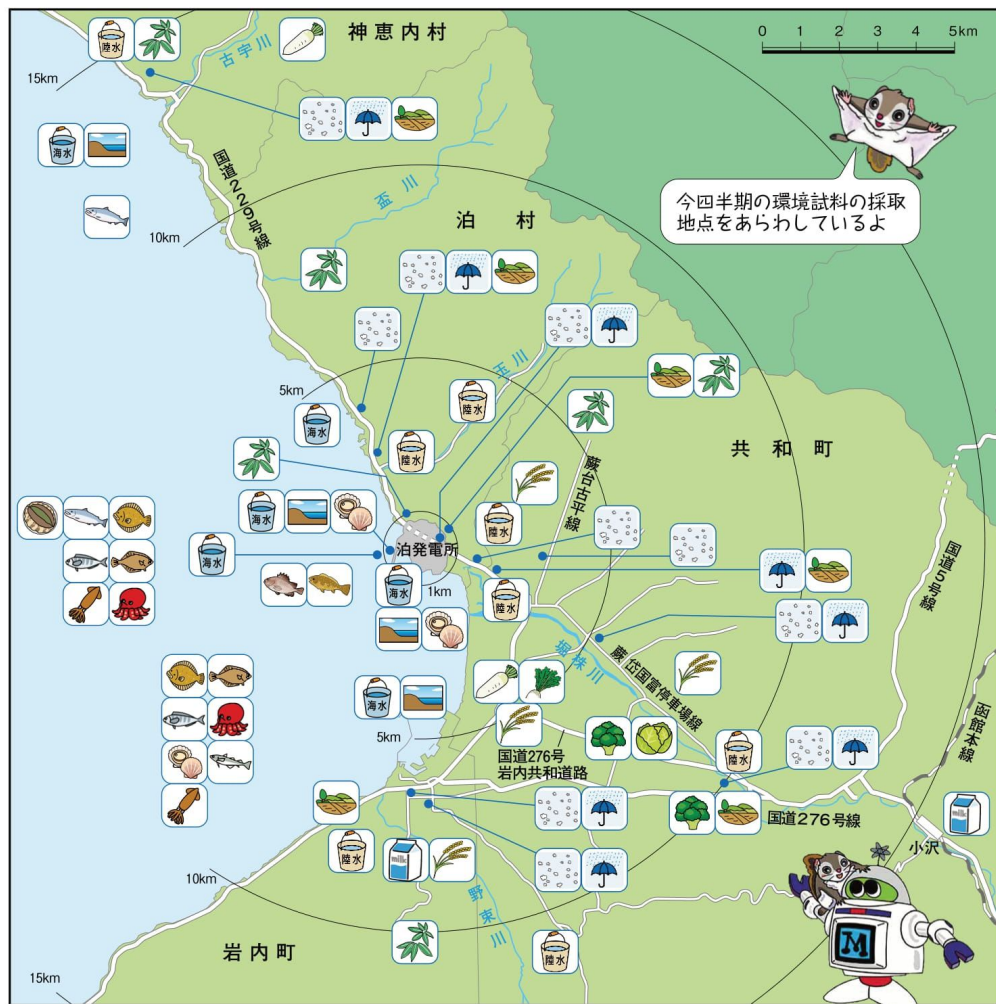 陸水
古宇川
神恵内村
0 1 2 3 4 5km
15km
海水
国道229号線
盃川
今四半期の環境試料の採取
地点をあらわしているよ
10km
泊村
玉川
5km
陸水
海水
陸水
共和町
蕨台古平線
海水
陸水
海水
泊発電所
国道5号線
海水
1km
陸水
堀株川
蕨岱国富停車場線
海水
函館本線
5km
国道276号
岩内共和道路
陸水
国道276号線
milk
小沢
陸水
milk
10km
野束川
M
岩内町
陸水
15km